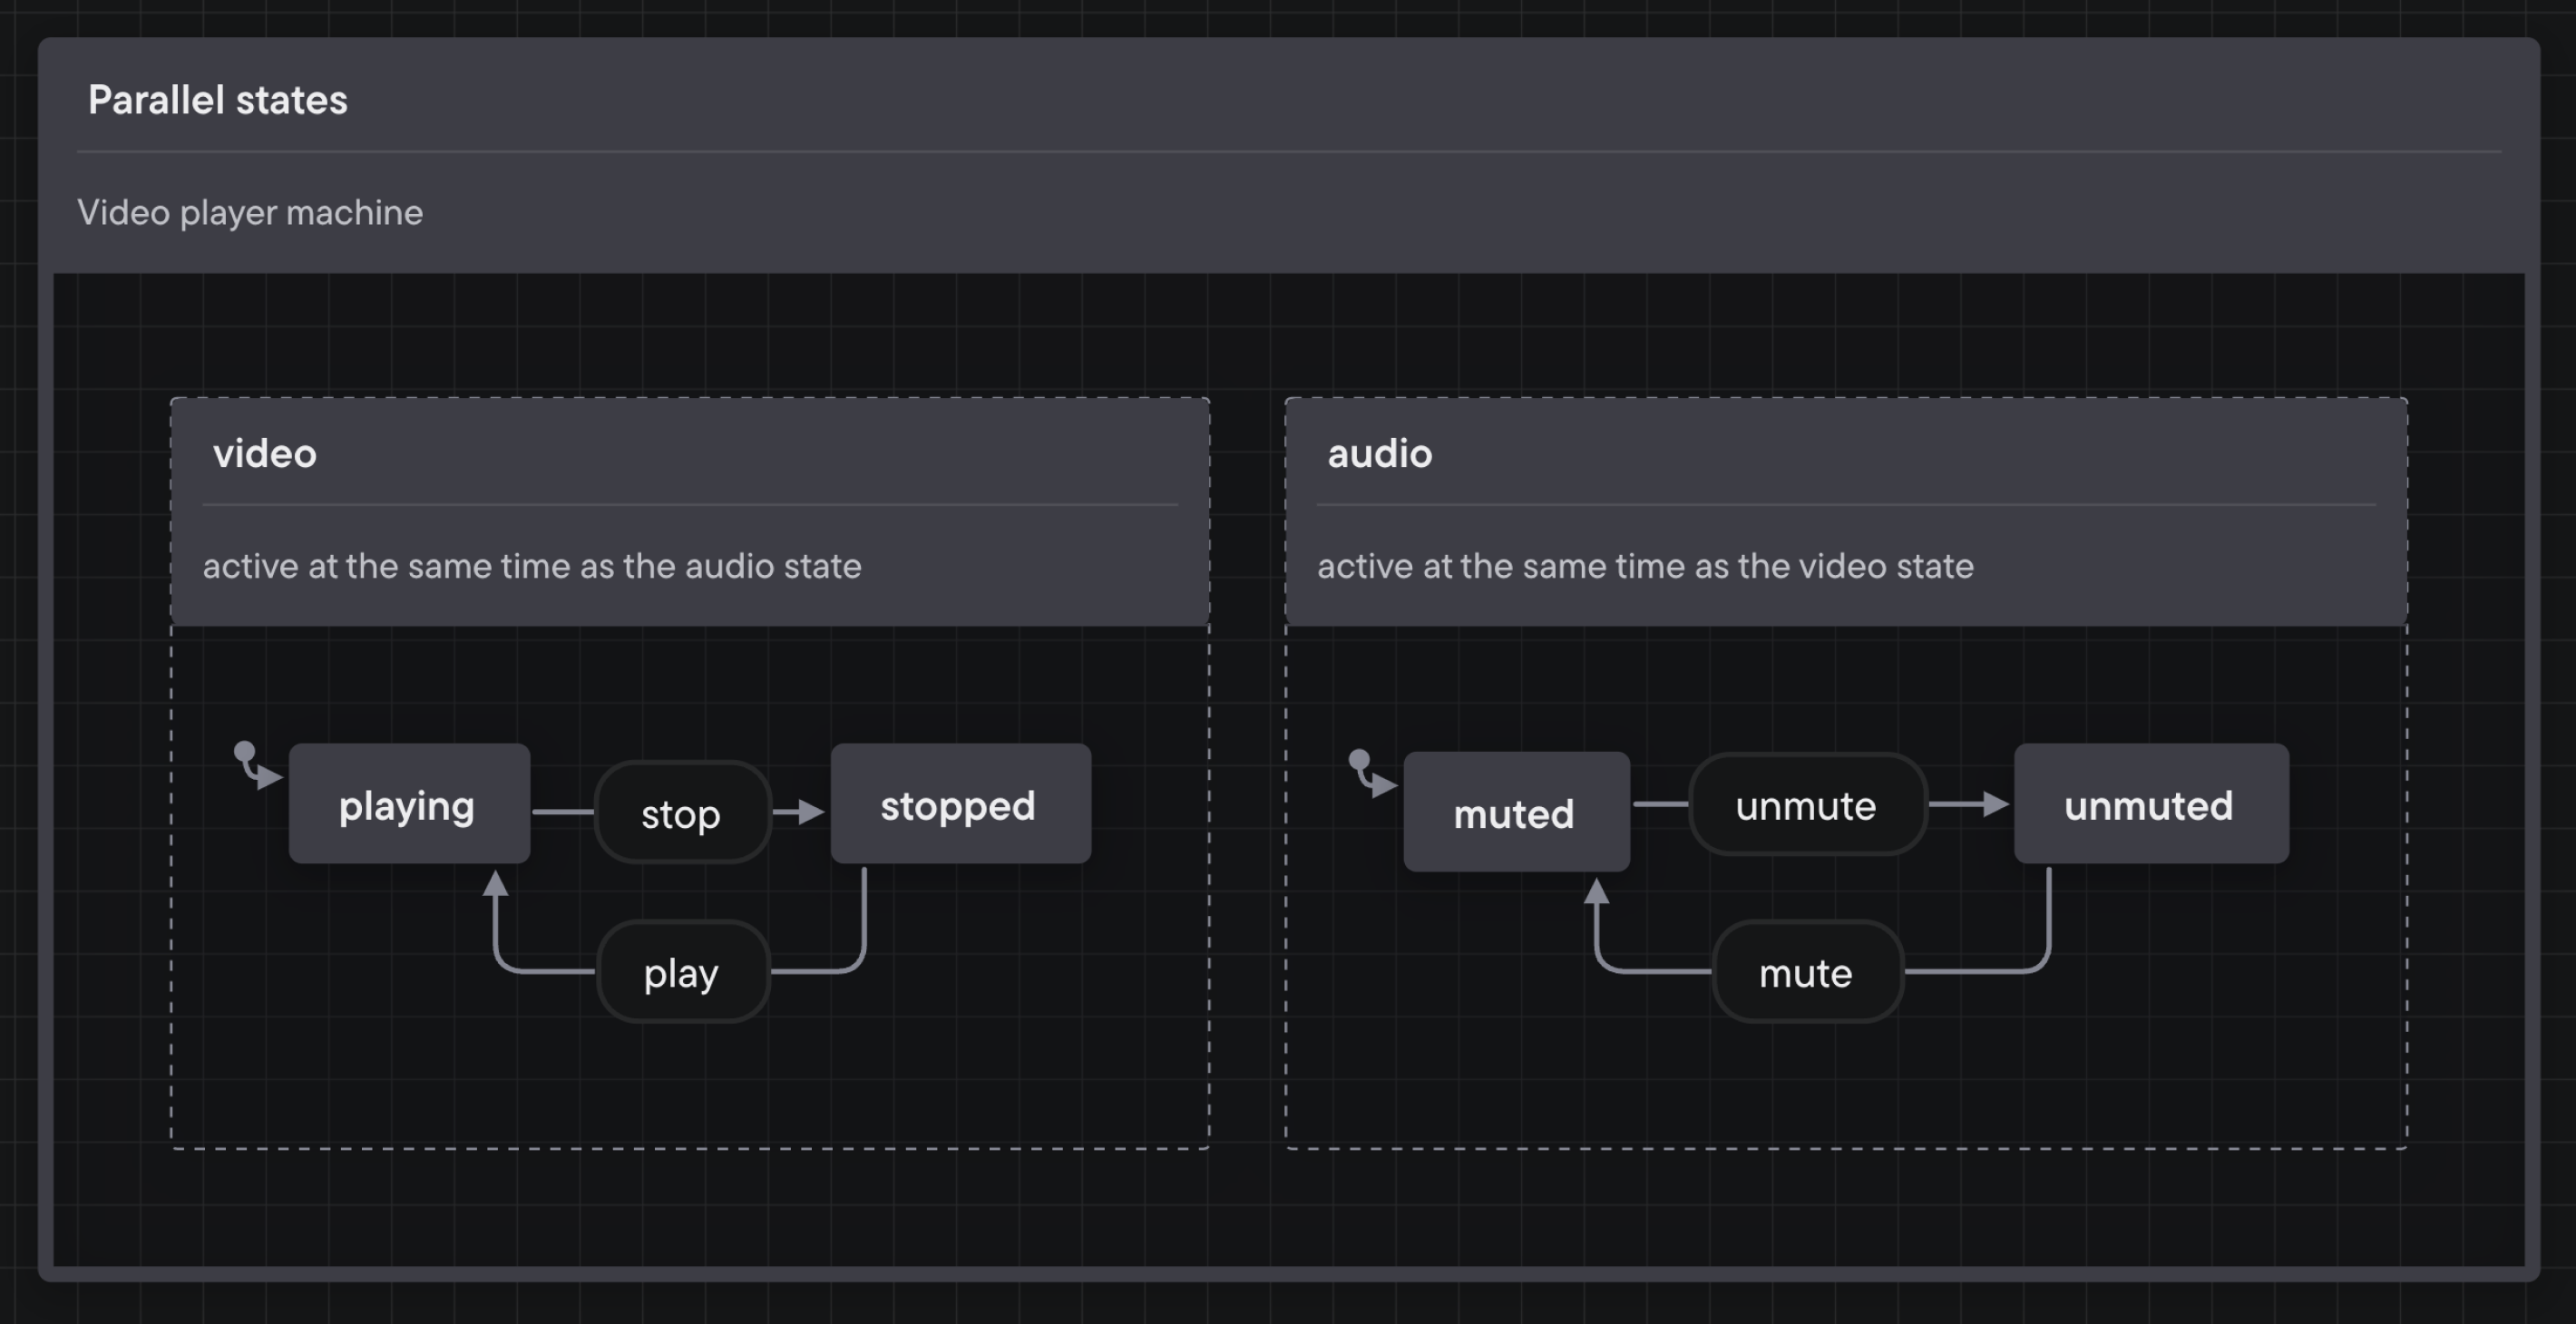 Parallel states
Video player machine
video
active at the same time as the audio state
playing
stop
stopped
play
audio
active at the same time as the video state
muted
unmute
unmuted
mute